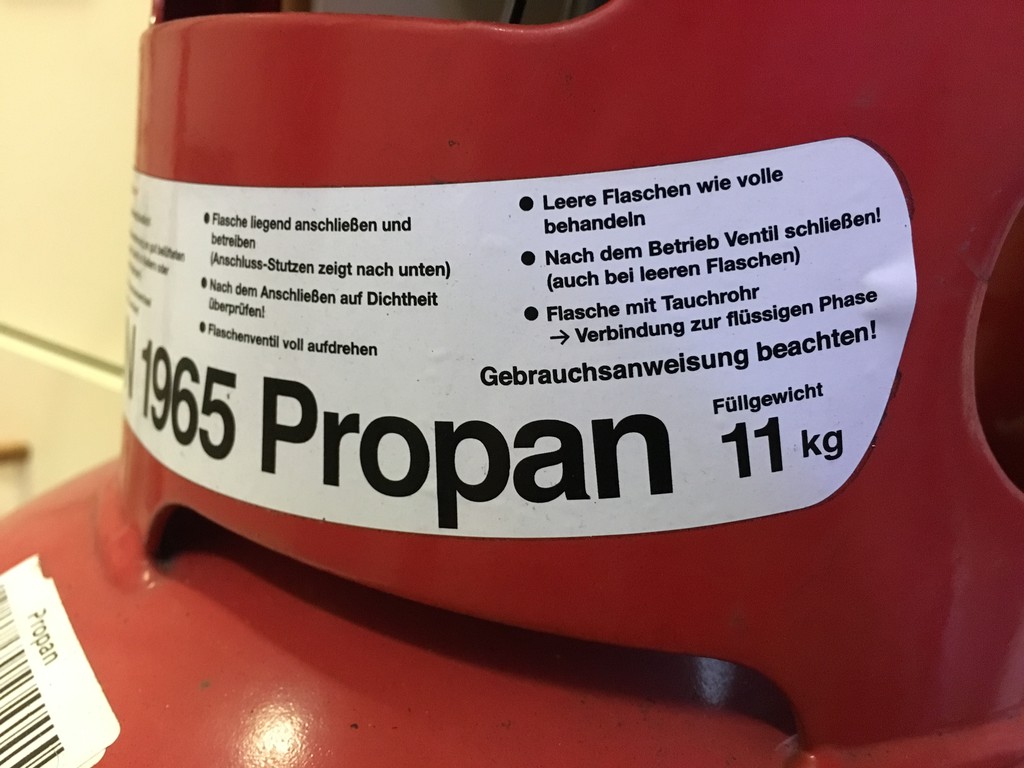 • Flasche liegend anschließen und
betreiben
(Anschluss-Stutzen zeigt nach unten)
• Nach dem Anschließen auf Dichtheit
überprüfen!
• Flaschenventil voll aufdrehen
• Leere Flaschen wie volle
behandeln
• Nach dem Betrieb Ventil schließen!
(auch bei leeren Flaschen)
• Flasche mit Tauchrohr
→ Verbindung zur flüssigen Phase
Gebrauchsanweisung beachten!
1965 Propan
Füllgewicht
11 kg
Propan